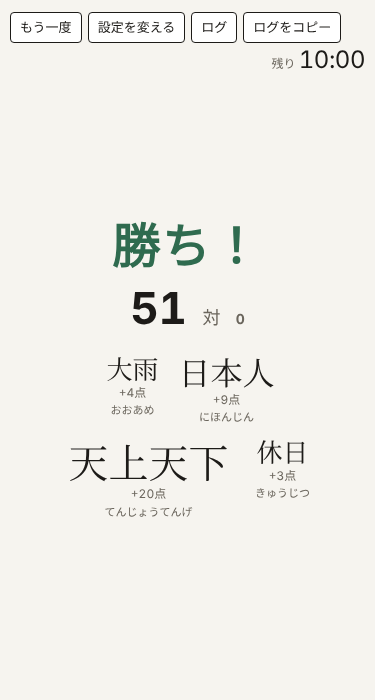 もう一度 設定を変える ログ ログをコピー
残り 10:00
勝ち！
51 対 0
大雨 日本人
+4点 +9点
おおあめ にほんじん
天上天下 休日
+20点 +3点
てんじょうてんげ きゅうじつ